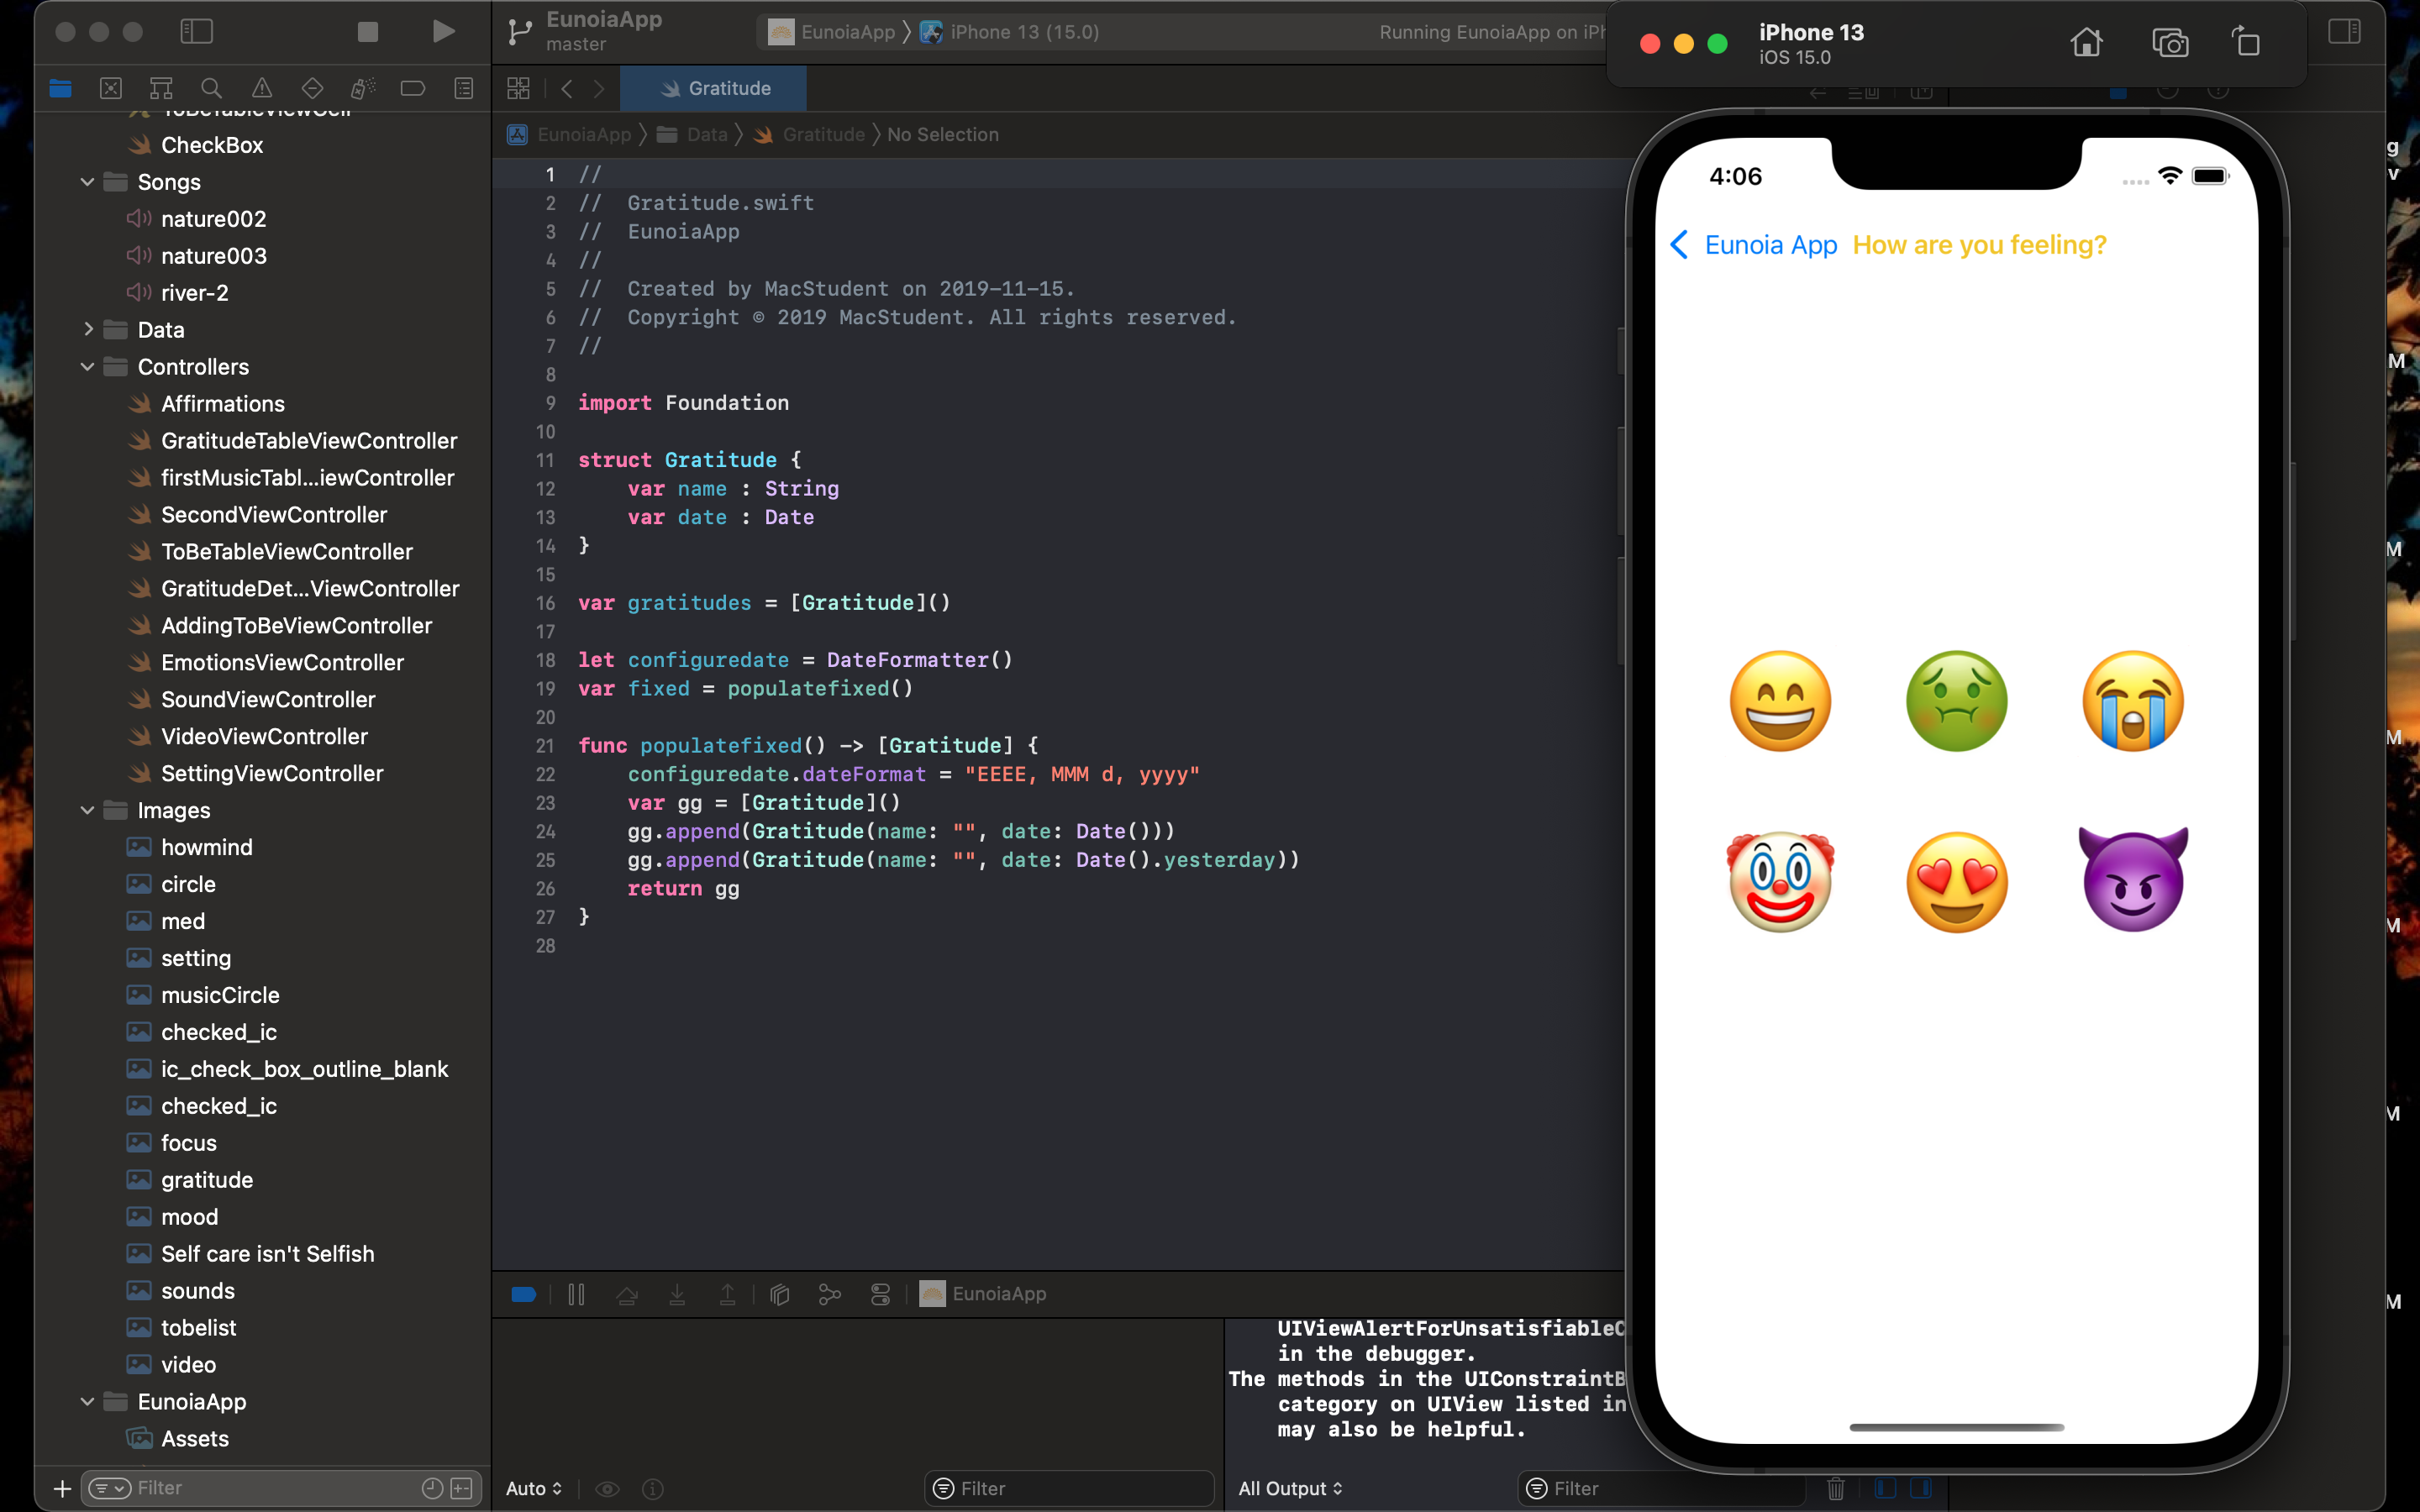 EunoiaApp
master
EunoiaApp
iPhone 13 (15.0)
Running EunoiaApp on
iPhone 13
iOS 15.0
Gratitude
EunoiaApp
Data
Gratitude
No Selection
ToBeTableViewCell
CheckBox
Songs
nature002
nature003
river-2
Data
Controllers
Affirmations
GratitudeTableViewController
firstMusicTabl...iewController
SecondViewController
ToBeTableViewController
GratitudeDet...ViewController
AddingToBeViewController
EmotionsViewController
SoundViewController
VideoViewController
SettingViewController
Images
howmind
circle
med
setting
musicCircle
checked_ic
ic_check_box_outline_blank
checked_ic
focus
gratitude
mood
Self care isn't Selfish
sounds
tobelist
video
EunoiaApp
Assets
Filter
1 //
2 //  Gratitude.swift
3 //  EunoiaApp
4 //
5 //  Created by MacStudent on 2019-11-15.
6 //  Copyright © 2019 MacStudent. All rights reserved.
7 //
8
9 import Foundation
10
11 struct Gratitude {
12     var name : String
13     var date : Date
14 }
15
16 var gratitudes = [Gratitude]()
17
18 let configuredate = DateFormatter()
19 var fixed = populatefixed()
20
21 func populatefixed() -> [Gratitude] {
22     configuredate.dateFormat = "EEEE, MMM d, yyyy"
23     var gg = [Gratitude]()
24     gg.append(Gratitude(name: "", date: Date()))
25     gg.append(Gratitude(name: "", date: Date().yesterday))
26     return gg
27 }
28
EunoiaApp
UIViewAlertForUnsatisfiableC
in the debugger.
The methods in the UIConstraintB
category on UIView listed in
may also be helpful.
Auto
Filter
All Output
Filter
4:06
Eunoia App
How are you feeling?
g
v
M
M
M
M
M
M